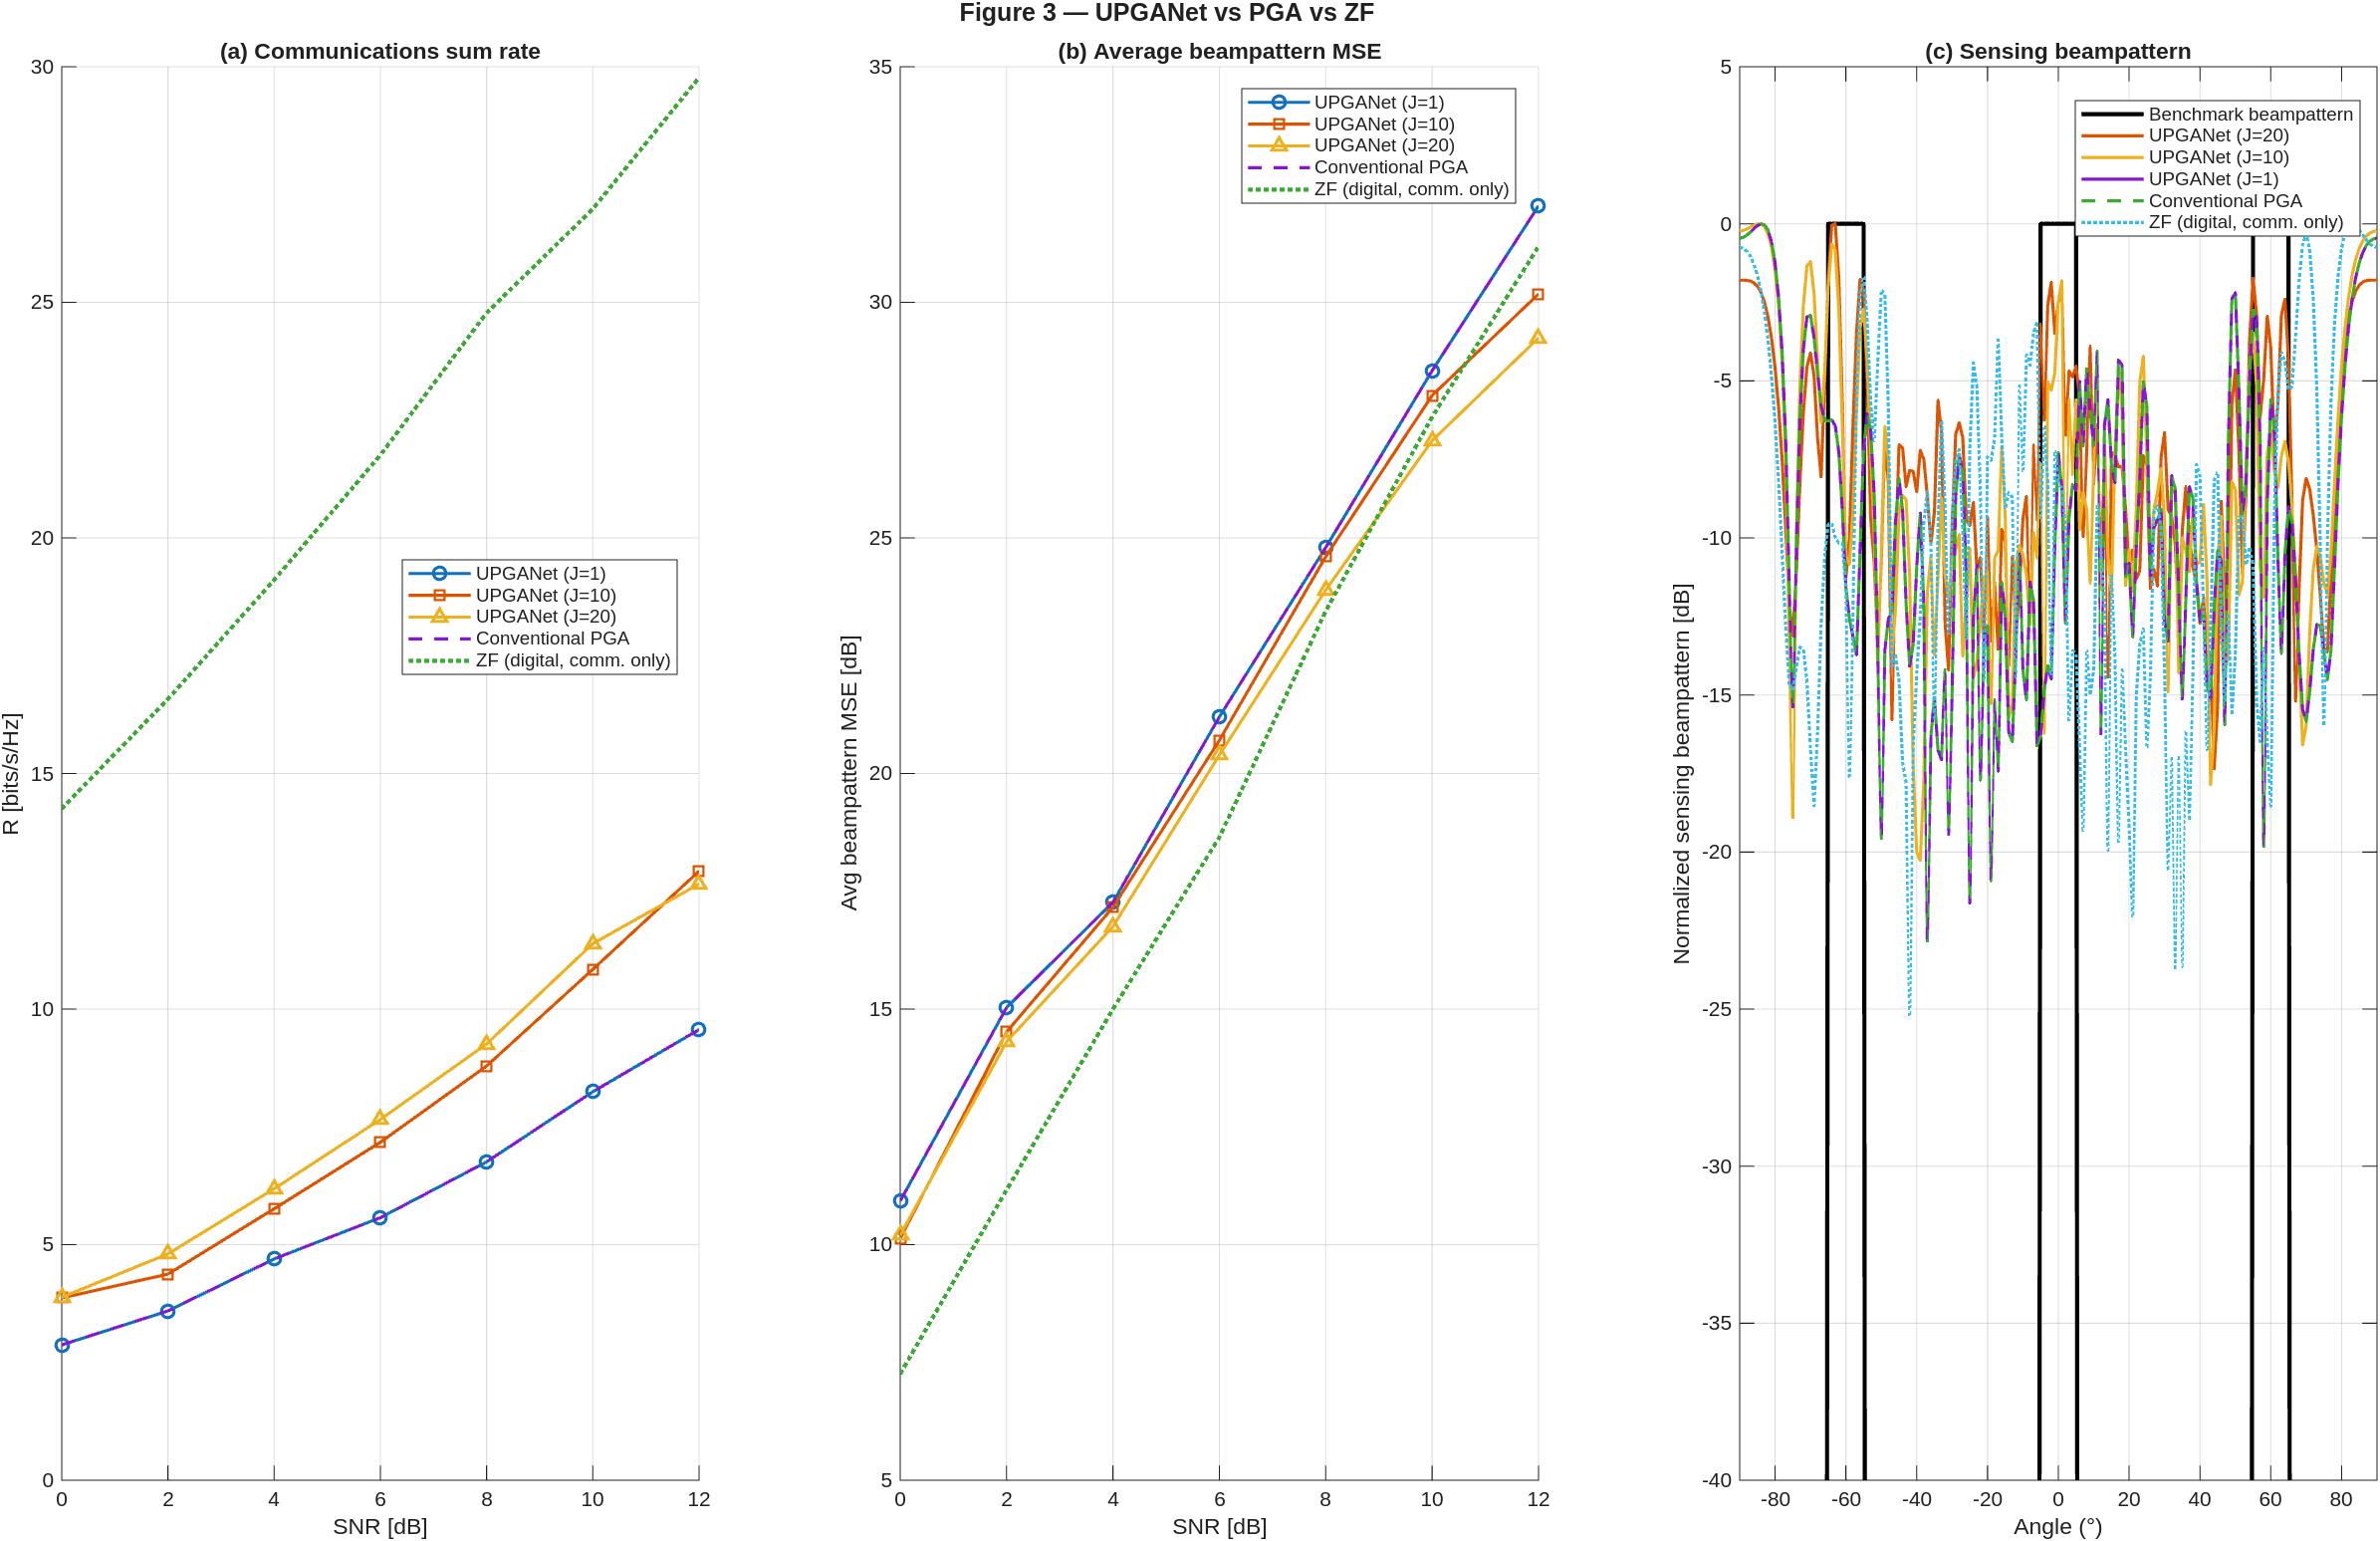 Figure 3 — UPGANet vs PGA vs ZF
(a) Communications sum rate
30
25
20
15
10
5
0
R [bits/s/Hz]
UPGANet (J=1)
UPGANet (J=10)
UPGANet (J=20)
Conventional PGA
ZF (digital, comm. only)
0 2 4 6 8 10 12
SNR [dB]
(b) Average beampattern MSE
35
30
25
20
15
10
5
Avg beampattern MSE [dB]
UPGANet (J=1)
UPGANet (J=10)
UPGANet (J=20)
Conventional PGA
ZF (digital, comm. only)
0 2 4 6 8 10 12
SNR [dB]
(c) Sensing beampattern
5
0
-5
-10
-15
-20
-25
-30
-35
-40
Normalized sensing beampattern [dB]
Benchmark beampattern
UPGANet (J=20)
UPGANet (J=10)
UPGANet (J=1)
Conventional PGA
ZF (digital, comm. only)
-80 -60 -40 -20 0 20 40 60 80
Angle (°)